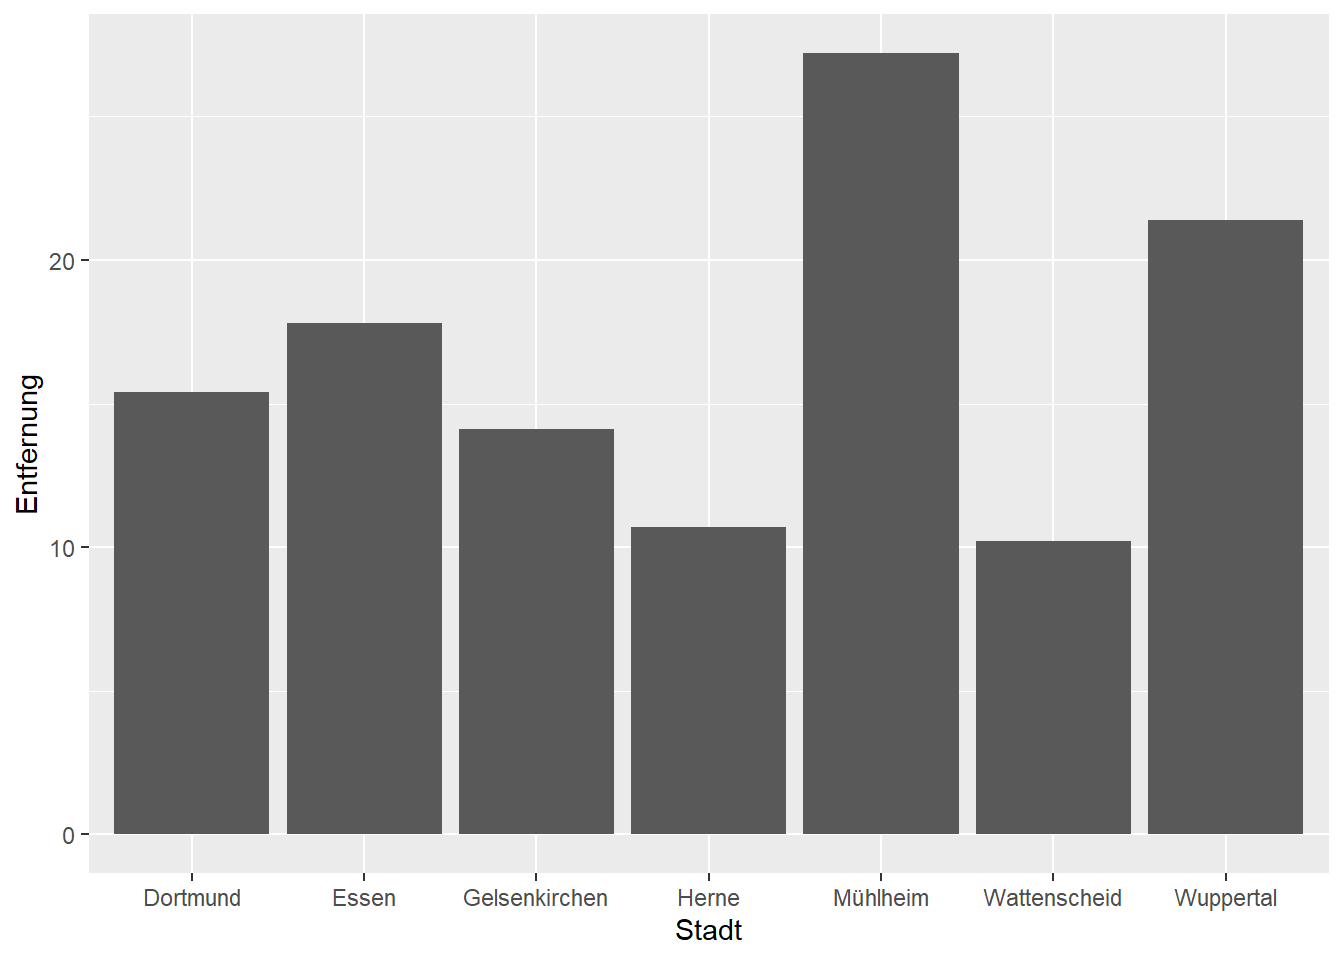 Entfernung
20
10
0
Dortmund Essen Gelsenkirchen Herne Mühlheim Wattenscheid Wuppertal
Stadt